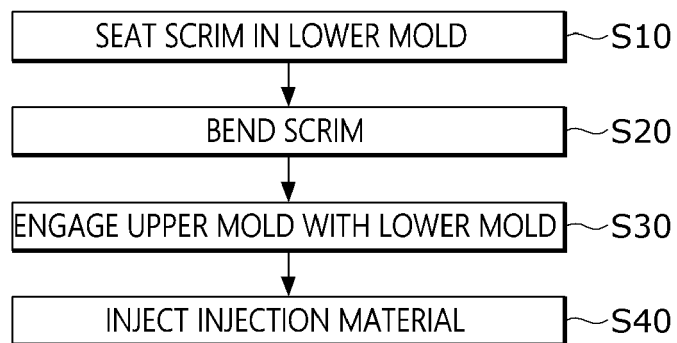 SEAT SCRIM IN LOWER MOLD S10
BEND SCRIM S20
ENGAGE UPPER MOLD WITH LOWER MOLD S30
INJECT INJECTION MATERIAL S40